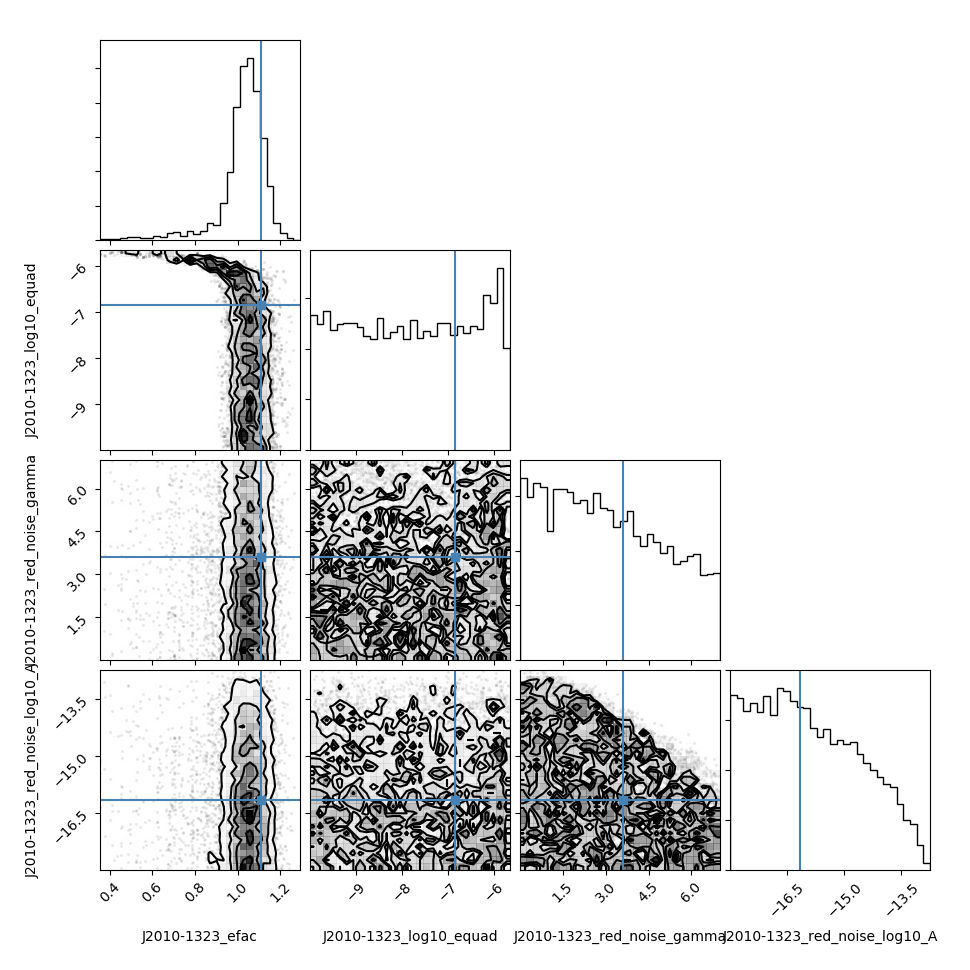 J2010-1323_log10_equad
−6
−7
−8
−9
J2010-1323_red_noise_gamma
6.0
4.5
3.0
1.5
J2010-1323_red_noise_log10_A
−13.5
−15.0
−16.5
0.4 0.6 0.8 1.0 1.2
−9 −8 −7 −6
1.5 3.0 4.5 6.0
−16.5 −15.0 −13.5
J2010-1323_efac
J2010-1323_log10_equad
J2010-1323_red_noise_gamma
J2010-1323_red_noise_log10_A